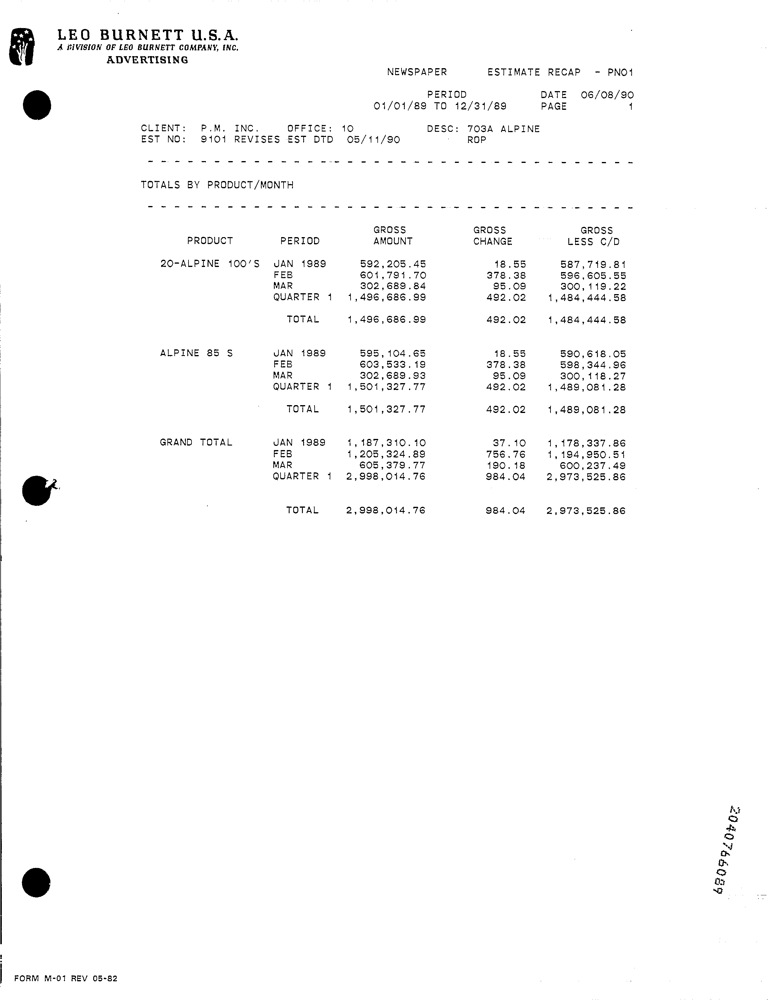 LEO BURNETT U.S.A.
A DIVISION OF LEO BURNETT COMPANY, INC.
ADVERTISING
NEWSPAPER ESTIMATE RECAP - PN01
PERIOD DATE 06/08/90
01/01/89 TO 12/31/89 PAGE 1
CLIENT: P.M. INC. OFFICE: 10 DESC: 703A ALPINE
EST NO: 9101 REVISES EST DTD 05/11/90 ROP
TOTALS BY PRODUCT/MONTH
GROSS GROSS GROSS
PRODUCT PERIOD AMOUNT CHANGE LESS C/D
20-ALPINE 100'S JAN 1989 592,205.45 18.55 587,719.81
FEB 601,791.70 378.38 596,605.55
MAR 302,689.84 95.09 300,119.22
QUARTER 1 1,496,686.99 492.02 1,484,444.58
TOTAL 1,496,686.99 492.02 1,484,444.58
ALPINE 85 S JAN 1989 595,104.65 18.55 590,618.05
FEB 603,533.19 378.38 598,344.96
MAR 302,689.93 95.09 300,118.27
QUARTER 1 1,501,327.77 492.02 1,489,081.28
TOTAL 1,501,327.77 492.02 1,489,081.28
GRAND TOTAL JAN 1989 1,187,310.10 37.10 1,178,337.86
FEB 1,205,324.89 756.76 1,194,950.51
MAR 605,379.77 190.18 600,237.49
QUARTER 1 2,998,014.76 984.04 2,973,525.86
TOTAL 2,998,014.76 984.04 2,973,525.86
2040766089
FORM M-01 REV 05-82